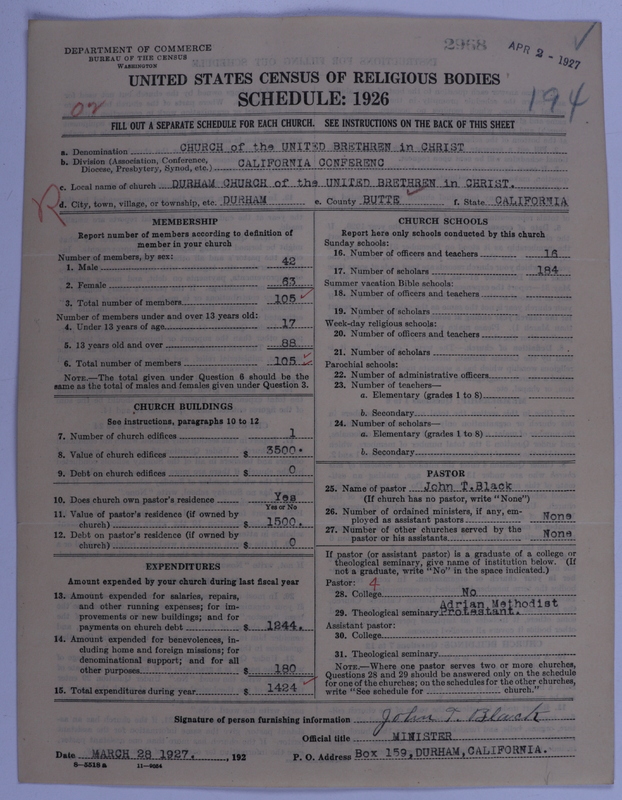 DEPARTMENT OF COMMERCE
BUREAU OF THE CENSUS
WASHINGTON
2968
APR 2 - 1927
UNITED STATES CENSUS OF RELIGIOUS BODIES
SCHEDULE: 1926
194
FILL OUT A SEPARATE SCHEDULE FOR EACH CHURCH. SEE INSTRUCTIONS ON THE BACK OF THIS SHEET
a. Denomination CHURCH of the UNITED BRETHREN in CHRIST
b. Division (Association, Conference, Diocese, Presbytery, Synod, etc.) CALIFORNIA CONFERENC
c. Local name of church DURHAM CHURCH of the UNITED BRETHREN in CHRIST.
d. City, town, village, or township, etc. DURHAM e. County BUTTE f. State CALIFORNIA
MEMBERSHIP
Report number of members according to definition of
member in your church
Number of members, by sex:
1. Male 42
2. Female 63
3. Total number of members 105
Number of members under and over 13 years old:
4. Under 13 years of age 17
5. 13 years old and over 88
6. Total number of members 105
NOTE.—The total given under Question 6 should be the
same as the total of males and females given under Question 3.
CHURCH BUILDINGS
See instructions, paragraphs 10 to 12
7. Number of church edifices 1
8. Value of church edifices $ 3500.
9. Debt on church edifices $ 0
10. Does church own pastor's residence Yes
Yes or No
11. Value of pastor's residence (if owned by
church) $ 1500.
12. Debt on pastor's residence (if owned by
church) $ 0
EXPENDITURES
Amount expended by your church during last fiscal year
13. Amount expended for salaries, repairs,
and other running expenses; for im-
provements or new buildings; and for
payments on church debt $ 1244.
14. Amount expended for benevolences, in-
cluding home and foreign missions; for
denominational support; and for all
other purposes $ 180
15. Total expenditures during year $ 1424
CHURCH SCHOOLS
Report here only schools conducted by this church
Sunday schools:
16. Number of officers and teachers 16
17. Number of scholars 184
Summer vacation Bible schools:
18. Number of officers and teachers
19. Number of scholars
Week-day religious schools:
20. Number of officers and teachers
21. Number of scholars
Parochial schools:
22. Number of administrative officers
23. Number of teachers—
a. Elementary (grades 1 to 8)
b. Secondary
24. Number of scholars—
a. Elementary (grades 1 to 8)
b. Secondary
PASTOR
25. Name of pastor John T.Black
(If church has no pastor, write "None")
26. Number of ordained ministers, if any, em-
ployed as assistant pastors None
27. Number of other churches served by the
pastor or his assistants None
If pastor (or assistant pastor) is a graduate of a college or
theological seminary, give name of institution below. (If
not a graduate, write "No" in the space indicated.)
Pastor: 4
28. College No
29. Theological seminary Adrian Methodist Protestant.
Assistant pastor:
30. College
31. Theological seminary
NOTE.—Where one pastor serves two or more churches,
Questions 28 and 29 should be answered only on the schedule
for one of the churches; on the schedules for the other churches,
write "See schedule for church."
Signature of person furnishing information John T. Black
Official title MINISTER
Date MARCH 28 1927. , 192 P. O. Address Box 159, DURHAM, CALIFORNIA.
8—5518a 11—9084